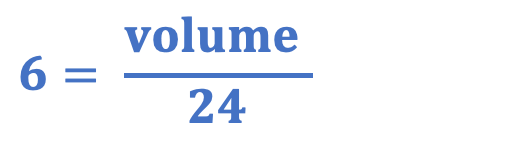 volume
6 = ———
24